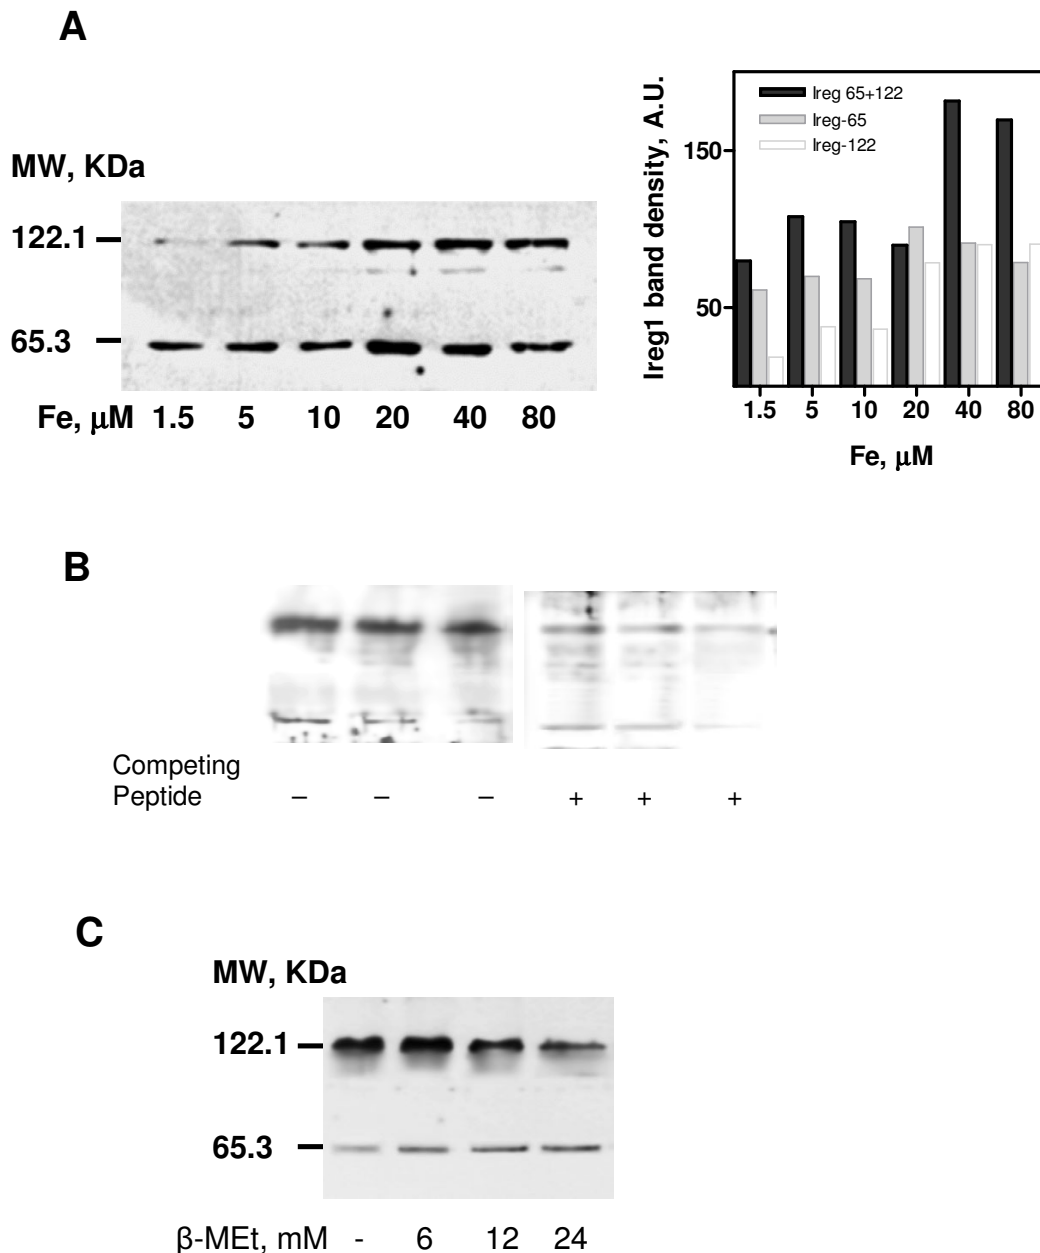 A
MW, KDa
122.1
65.3
Fe, μM 1.5 5 10 20 40 80
Ireg1 band density, A.U.
150
50
Ireg 65+122
Ireg-65
Ireg-122
1.5 5 10 20 40 80
Fe, μM
B
Competing
Peptide – – – + + +
C
MW, KDa
122.1
65.3
β-MEt, mM - 6 12 24